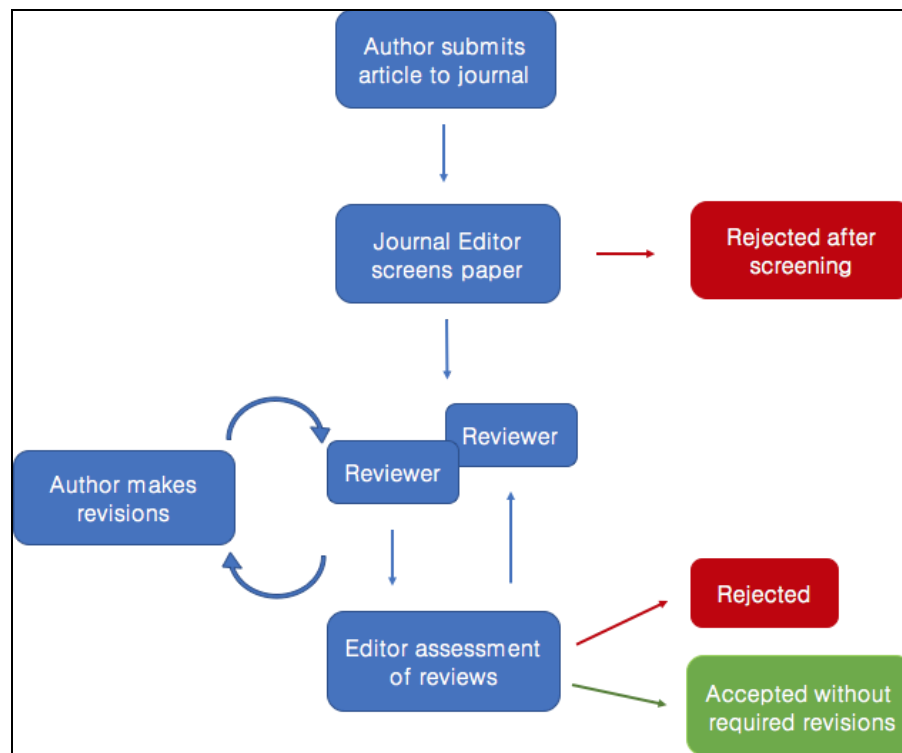 Author submits
article to journal
Journal Editor
screens paper
Rejected after
screening
Reviewer
Reviewer
Author makes
revisions
Editor assessment
of reviews
Rejected
Accepted without
required revisions